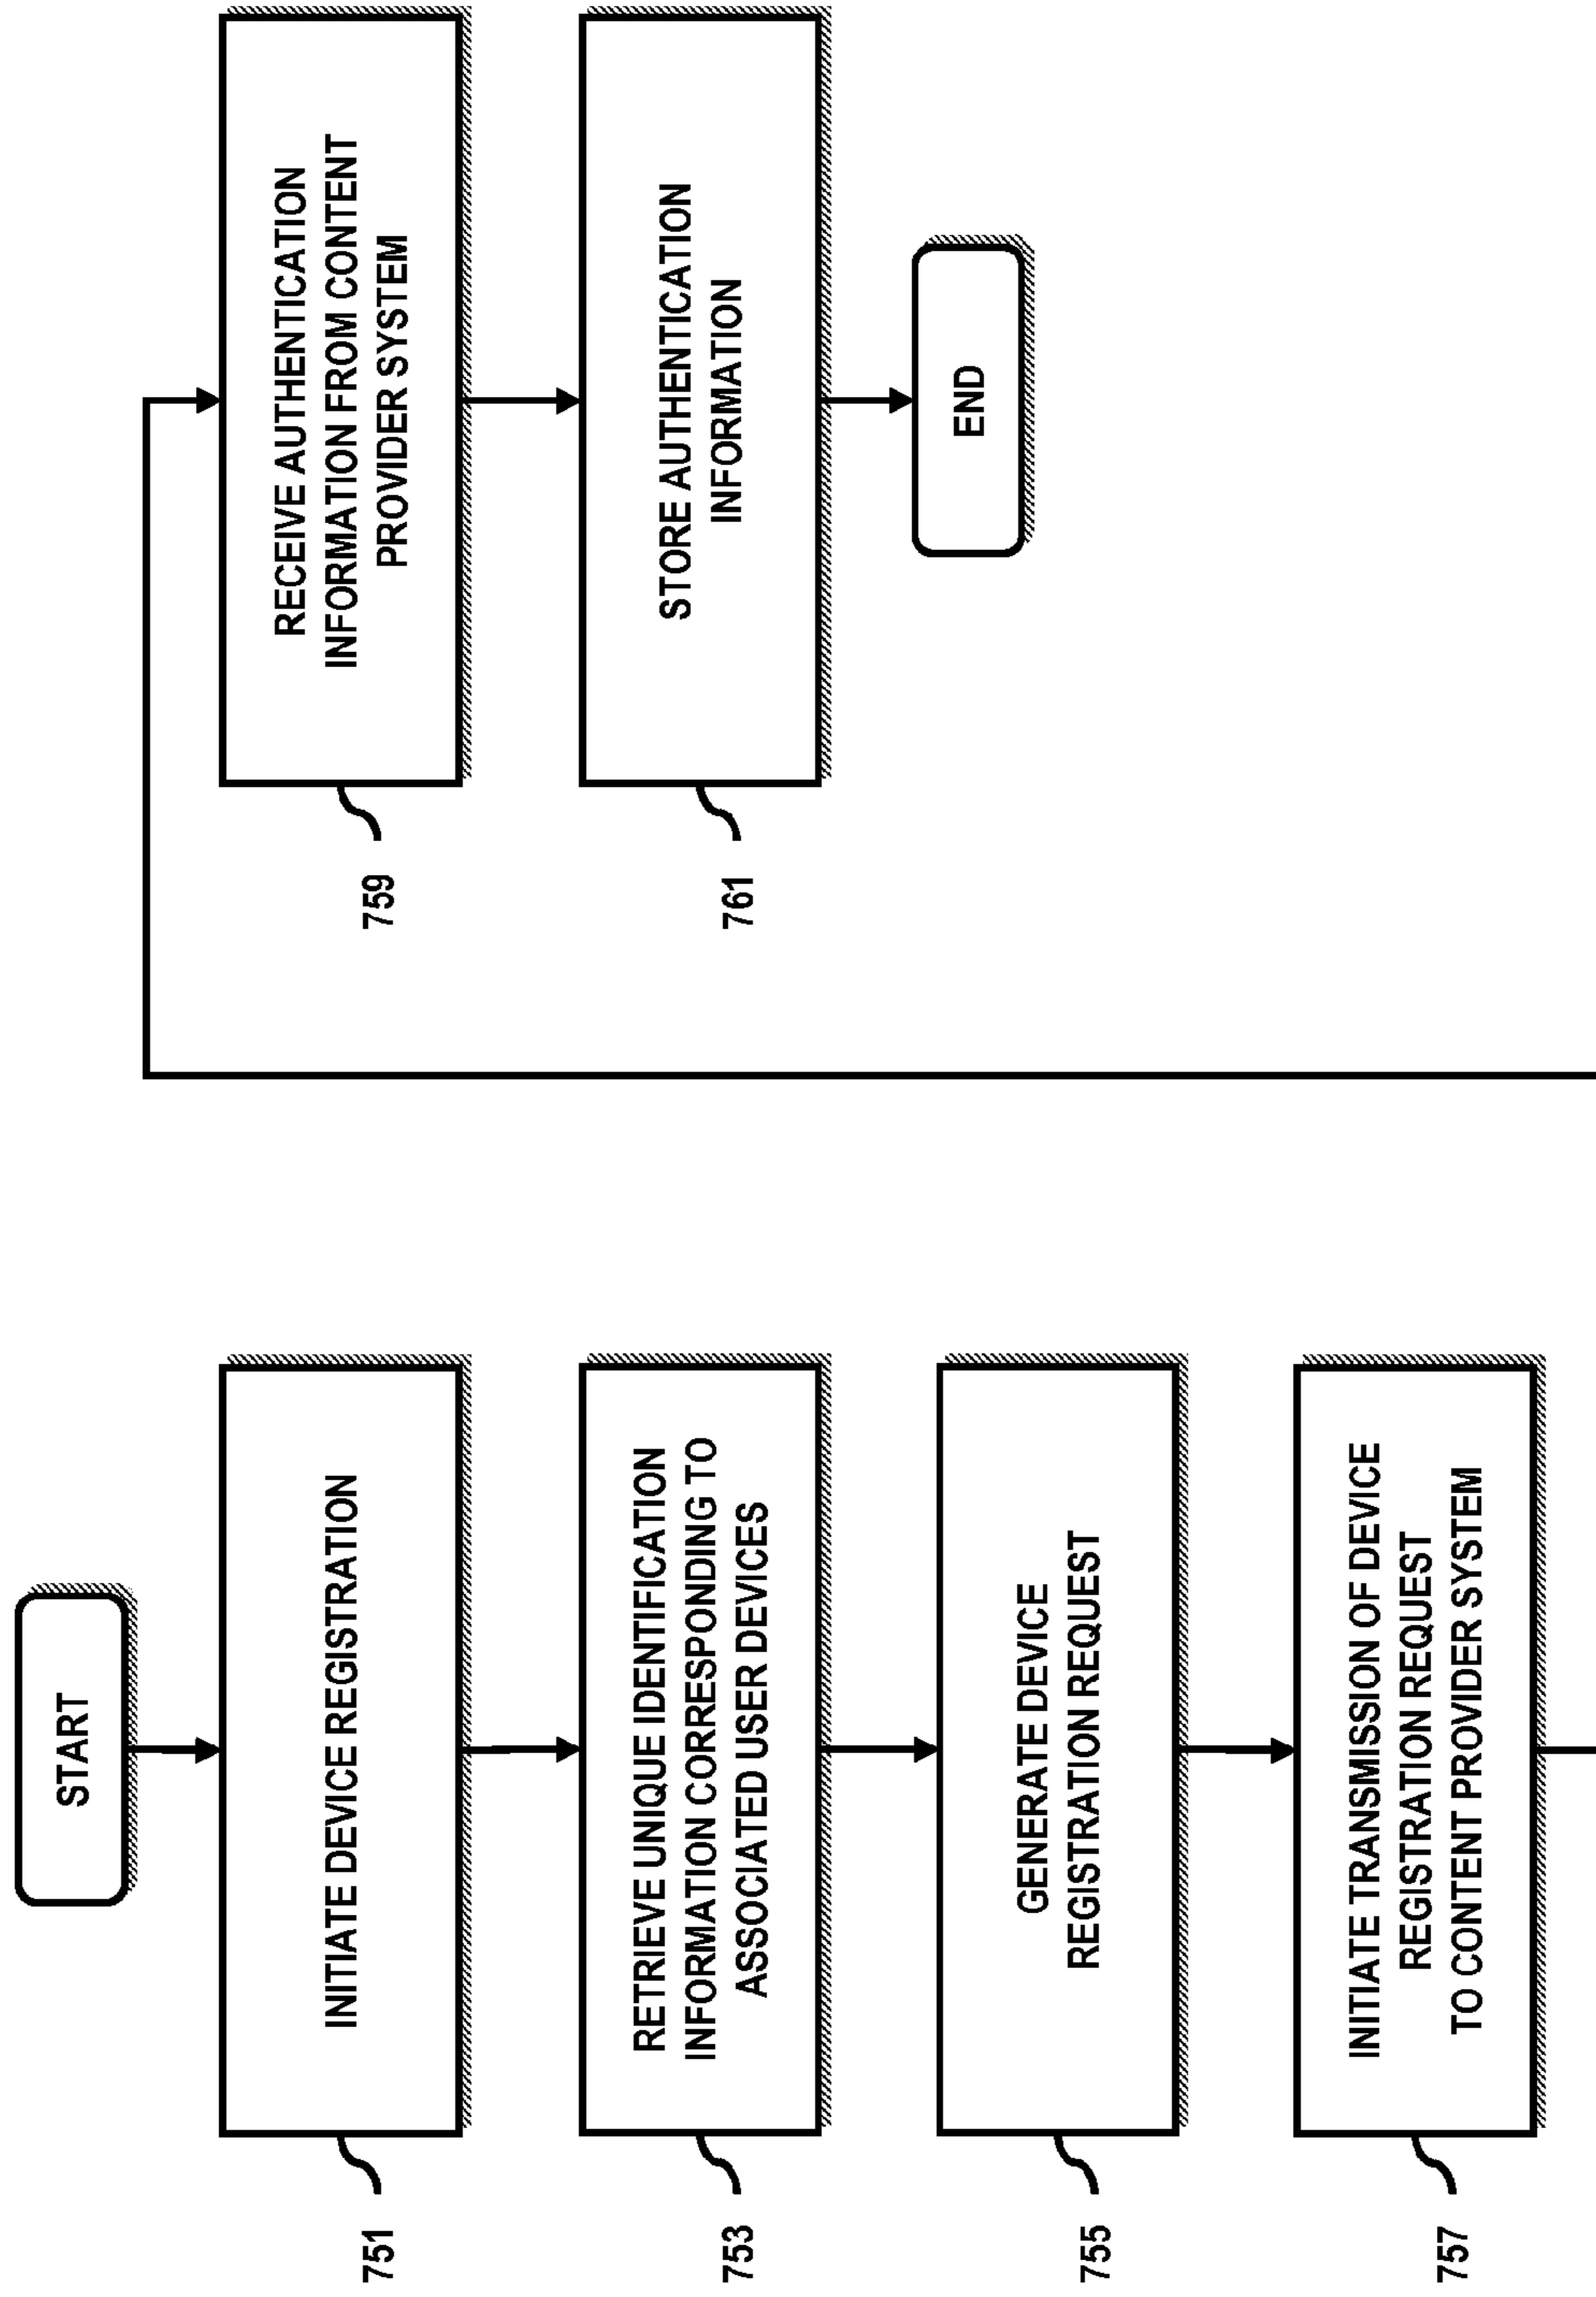 START
INITIATE DEVICE REGISTRATION
751
RETRIEVE UNIQUE IDENTIFICATION
INFORMATION CORRESPONDING TO
ASSOCIATED USER DEVICES
753
GENERATE DEVICE
REGISTRATION REQUEST
755
INITIATE TRANSMISSION OF DEVICE
REGISTRATION REQUEST
TO CONTENT PROVIDER SYSTEM
757
RECEIVE AUTHENTICATION
INFORMATION FROM CONTENT
PROVIDER SYSTEM
759
STORE AUTHENTICATION
INFORMATION
761
END